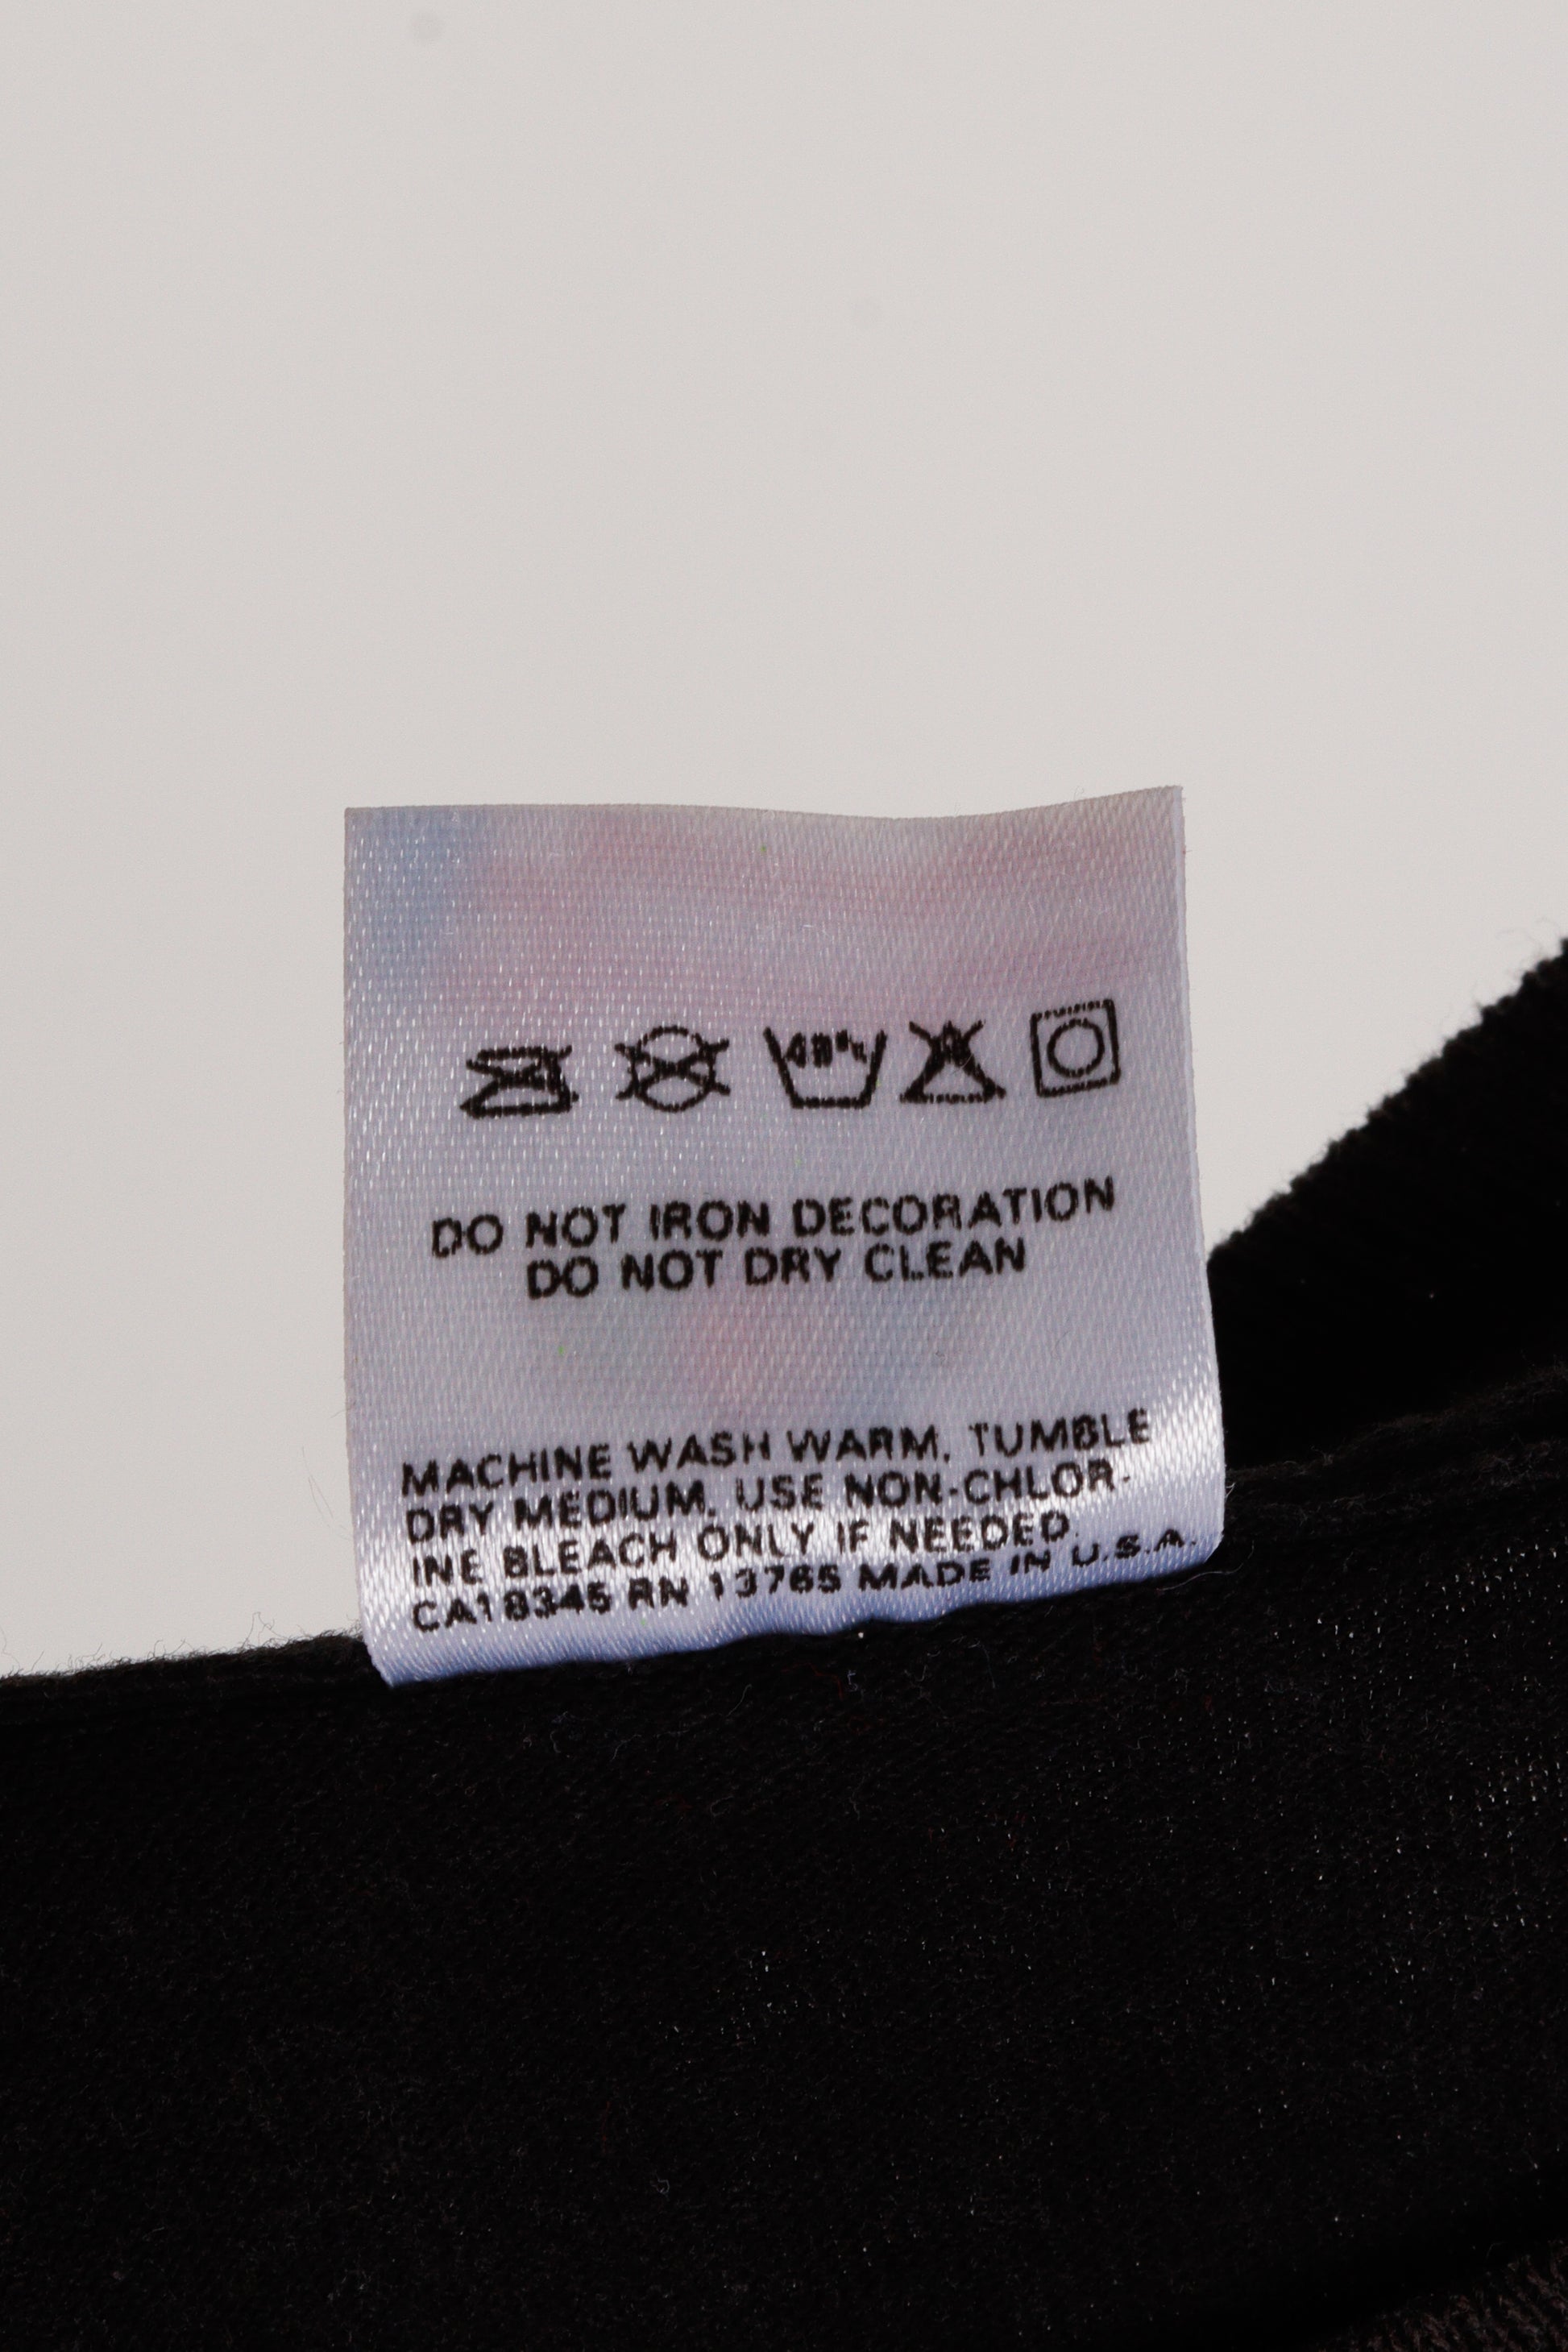 DO NOT IRON DECORATION
DO NOT DRY CLEAN
MACHINE WASH WARM, TUMBLE
DRY MEDIUM. USE NON-CHLOR-
INE BLEACH ONLY IF NEEDED.
CA18345 RN 13765 MADE IN U.S.A.